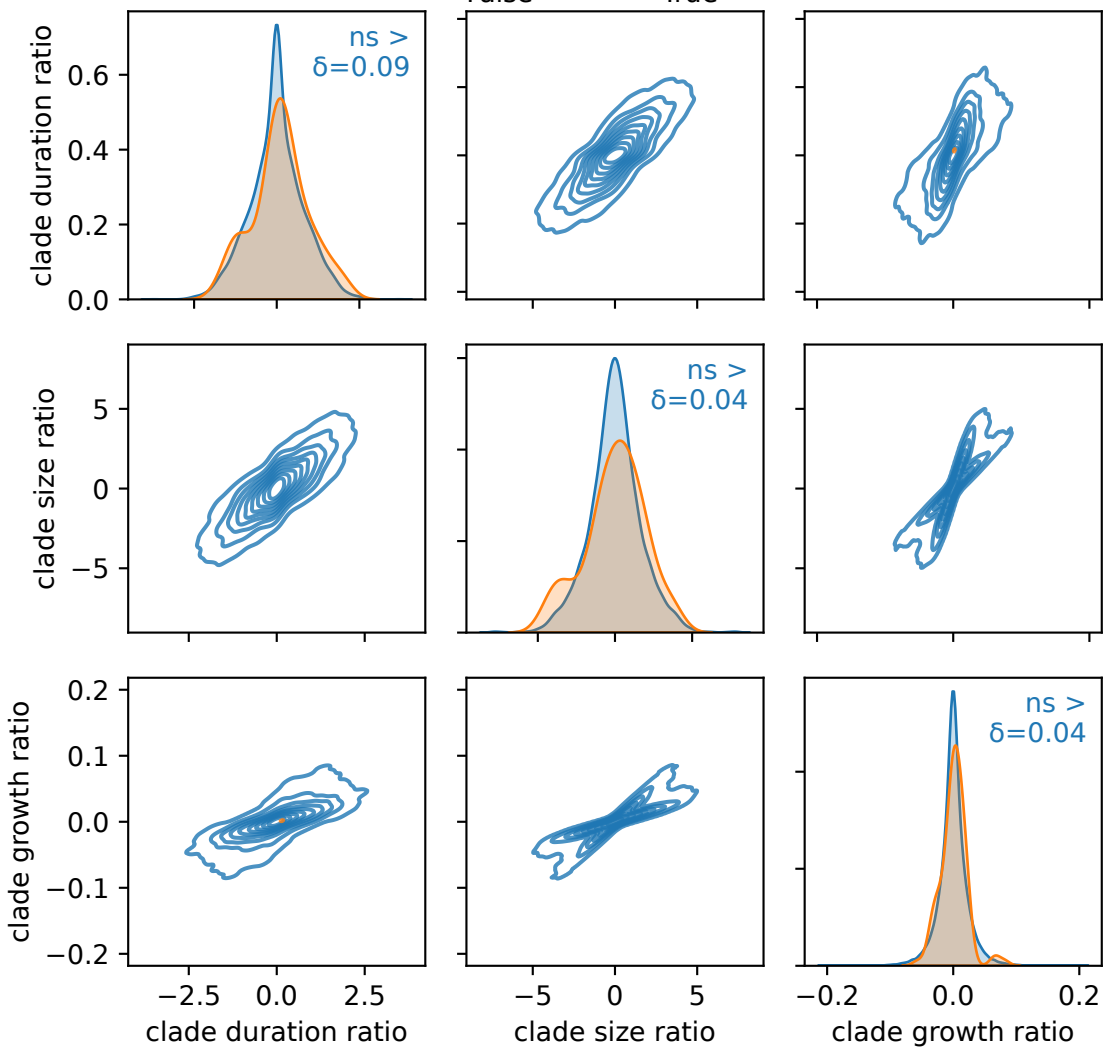 clade duration ratio
0.6
0.4
0.2
0.0
ns >
δ=0.09
clade size ratio
5
0
−5
ns >
δ=0.04
clade growth ratio
0.2
0.1
0.0
−0.1
−0.2
ns >
δ=0.04
−2.5 0.0 2.5
−5 0 5
−0.2 0.0 0.2
clade duration ratio
clade size ratio
clade growth ratio